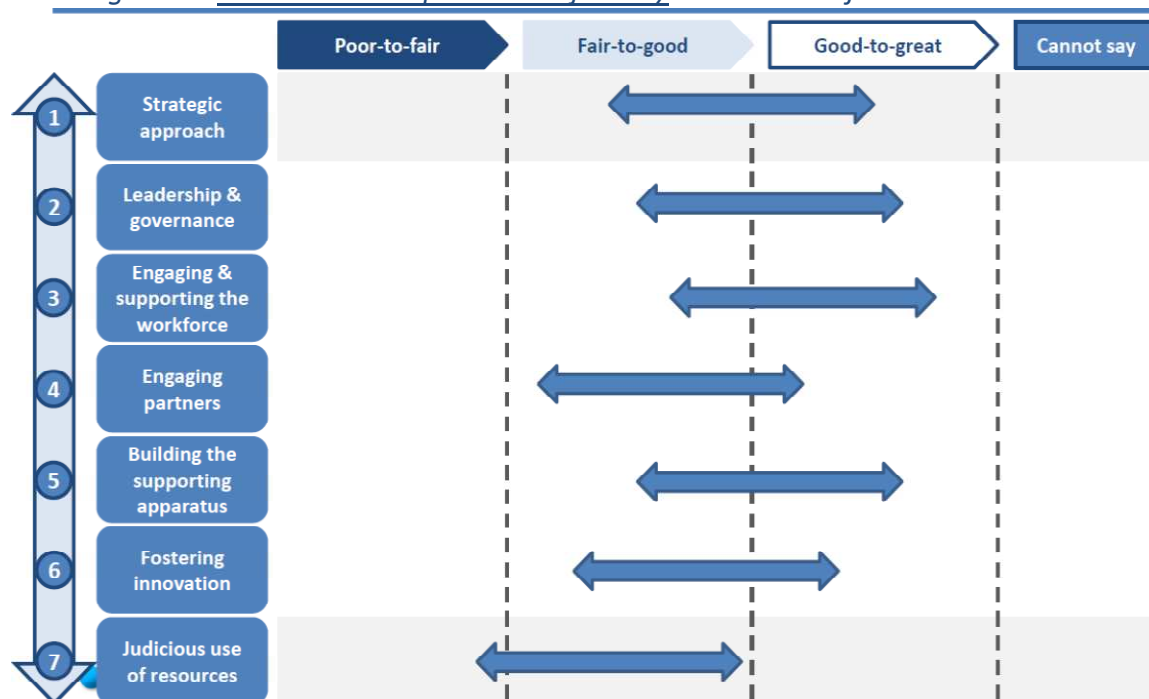 Poor-to-fair
Fair-to-good
Good-to-great
Cannot say
1
Strategic
approach
2
Leadership &
governance
3
Engaging &
supporting the
workforce
4
Engaging
partners
5
Building the
supporting
apparatus
6
Fostering
innovation
7
Judicious use
of resources